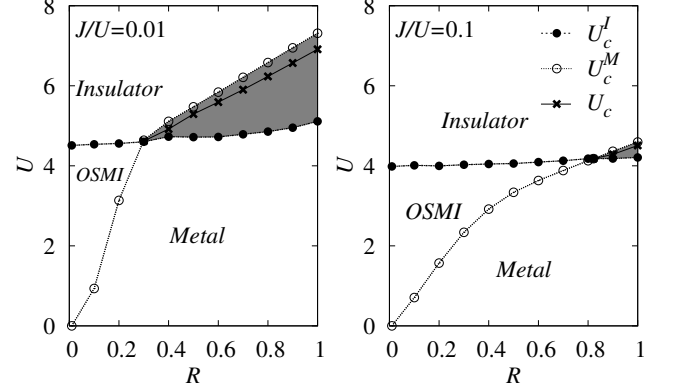 J/U=0.01
Insulator
OSMI
Metal
U
8
6
4
2
0
0 0.2 0.4 0.6 0.8 1
R
J/U=0.1
U_c^I
U_c^M
U_c
Insulator
OSMI
Metal
U
8
6
4
2
0
0 0.2 0.4 0.6 0.8 1
R